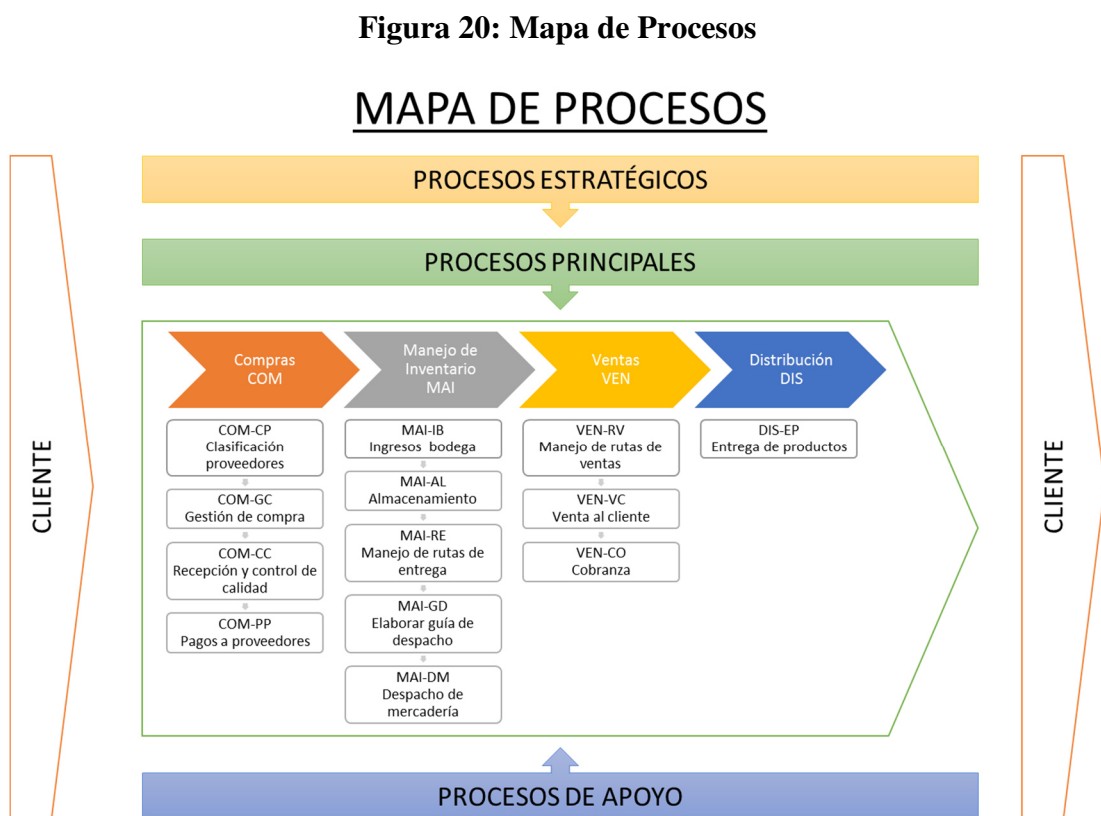 Figura 20: Mapa de Procesos
MAPA DE PROCESOS
CLIENTE
PROCESOS ESTRATÉGICOS
PROCESOS PRINCIPALES
Compras
COM
COM-CP
Clasificación
proveedores
COM-GC
Gestión de compra
COM-CC
Recepción y control de
calidad
COM-PP
Pagos a proveedores
Manejo de
Inventario
MAI
MAI-IB
Ingresos bodega
MAI-AL
Almacenamiento
MAI-RE
Manejo de rutas de
entrega
MAI-GD
Elaborar guía de
despacho
MAI-DM
Despacho de
mercadería
Ventas
VEN
VEN-RV
Manejo de rutas de
ventas
VEN-VC
Venta al cliente
VEN-CO
Cobranza
Distribución
DIS
DIS-EP
Entrega de productos
PROCESOS DE APOYO
CLIENTE